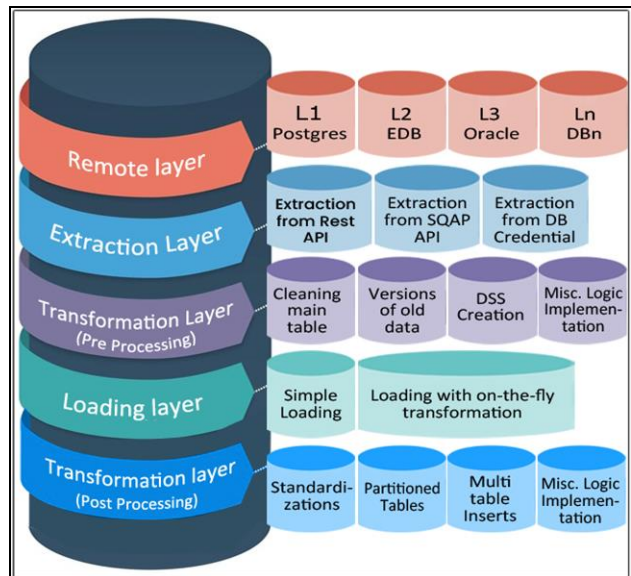 Remote layer
L1
Postgres
L2
EDB
L3
Oracle
Ln
DBn
Extraction Layer
Extraction
from Rest
API
Extraction
from SQAP
API
Extraction
from DB
Credential
Transformation Layer
(Pre Processing)
Cleaning
main
table
Versions
of old
data
DSS
Creation
Misc. Logic
Implemen-
tation
Loading layer
Simple
Loading
Loading with on-the-fly
transformation
Transformation layer
(Post Processing)
Standardi-
zations
Partitioned
Tables
Multi
table
Inserts
Misc. Logic
Implemen-
tation